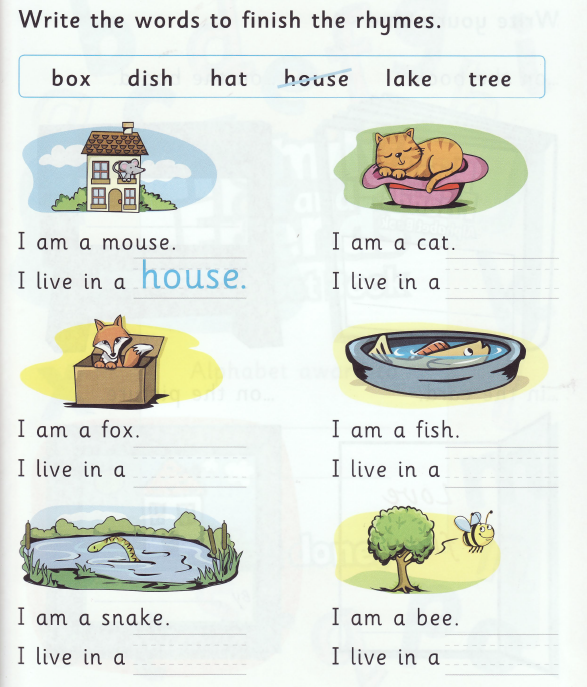 Write the words to finish the rhymes.
box dish hat house lake tree
I am a mouse.
I live in a house.
I am a cat.
I live in a
I am a fox.
I live in a
I am a fish.
I live in a
I am a snake.
I live in a
I am a bee.
I live in a